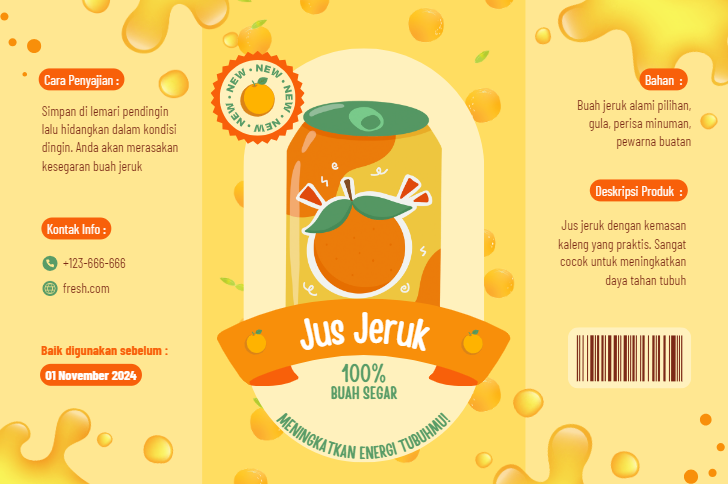 Cara Penyajian :
Simpan di lemari pendingin
lalu hidangkan dalam kondisi
dingin. Anda akan merasakan
kesegaran buah jeruk
Kontak Info :
+123-666-666
fresh.com
Baik digunakan sebelum :
01 November 2024
NEW • NEW • NEW • NEW • NEW • NEW •
Jus Jeruk
100%
BUAH SEGAR
MENINGKATKAN ENERGI TUBUHMU!
Bahan :
Buah jeruk alami pilihan,
gula, perisa minuman,
pewarna buatan
Deskripsi Produk :
Jus jeruk dengan kemasan
kaleng yang praktis. Sangat
cocok untuk meningkatkan
daya tahan tubuh